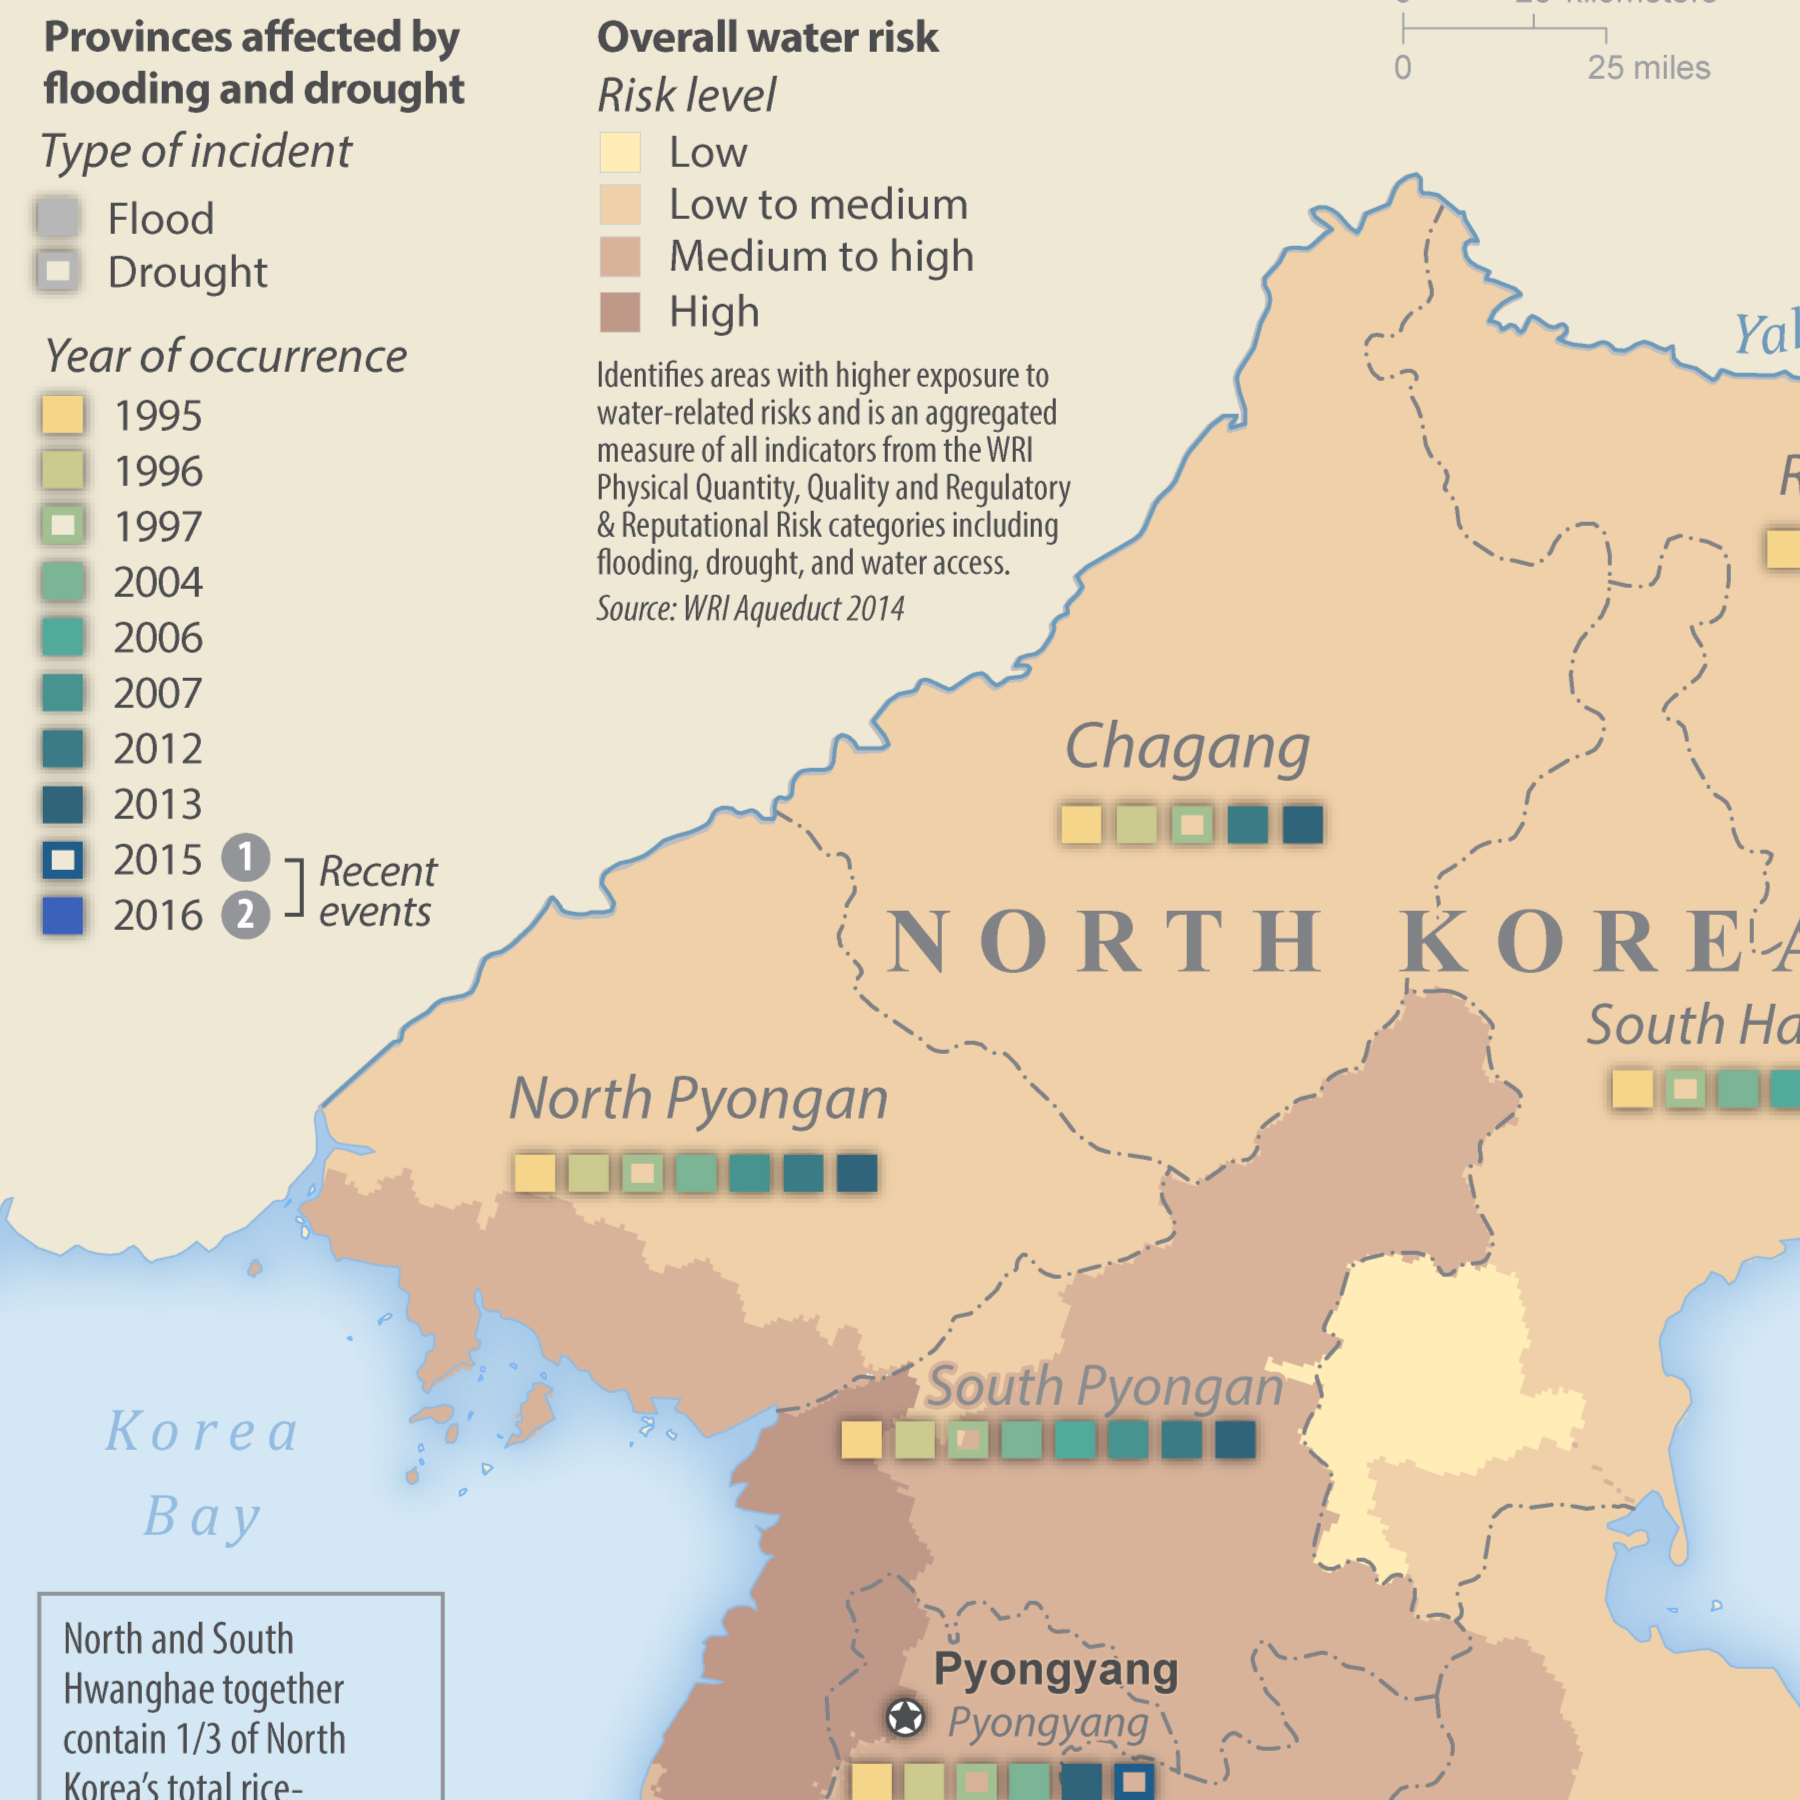 Provinces affected by
flooding and drought
Type of incident
Flood
Drought
Year of occurrence
1995
1996
1997
2004
2006
2007
2012
2013
2015 1
2016 2
Recent
events
Overall water risk
Risk level
Low
Low to medium
Medium to high
High
Identifies areas with higher exposure to
water-related risks and is an aggregated
measure of all indicators from the WRI
Physical Quantity, Quality and Regulatory
& Reputational Risk categories including
flooding, drought, and water access.
Source: WRI Aqueduct 2014
0 25 miles
Chagang
NORTH KOREA
South
North Pyongan
South Pyongan
Korea
Bay
Pyongyang
Pyongyang
North and South
Hwanghae together
contain 1/3 of North
Korea's total rice-